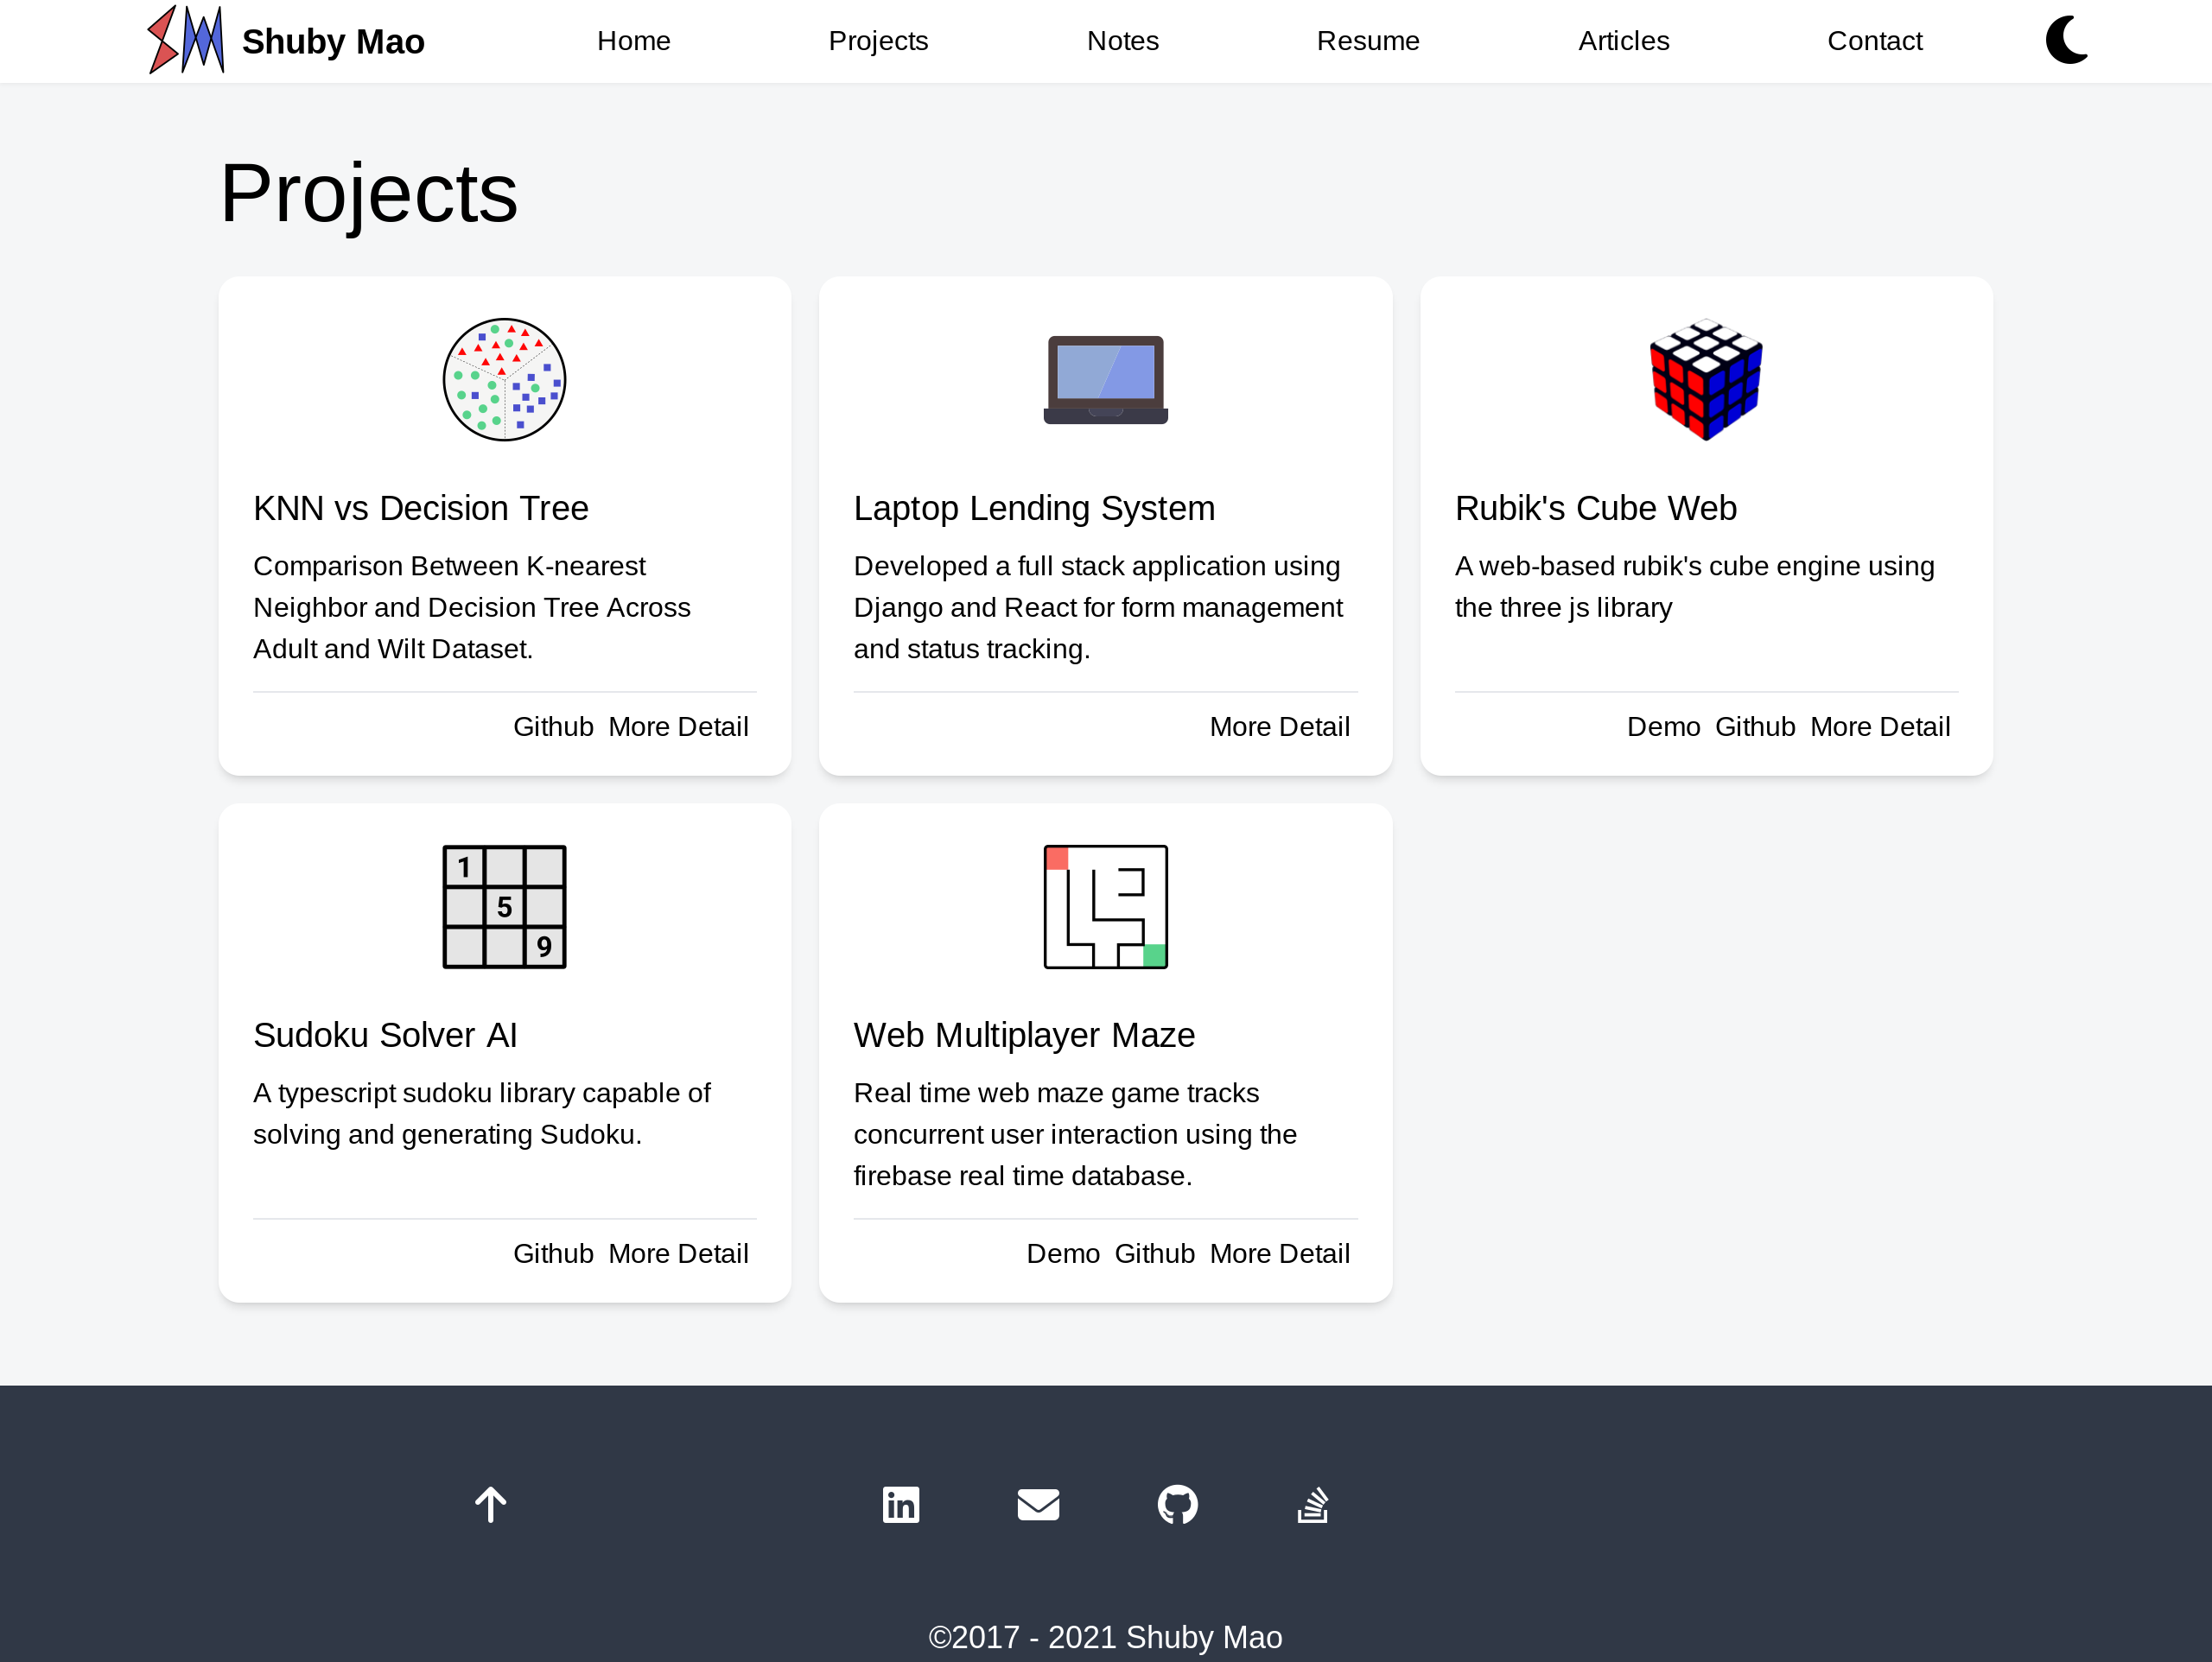 SM Shuby Mao Home Projects Notes Resume Articles Contact
Projects
KNN vs Decision Tree
Comparison Between K-nearest
Neighbor and Decision Tree Across
Adult and Wilt Dataset.
Github More Detail
Laptop Lending System
Developed a full stack application using
Django and React for form management
and status tracking.
More Detail
Rubik's Cube Web
A web-based rubik's cube engine using
the three js library
Demo Github More Detail
1
5
9
Sudoku Solver AI
A typescript sudoku library capable of
solving and generating Sudoku.
Github More Detail
Web Multiplayer Maze
Real time web maze game tracks
concurrent user interaction using the
firebase real time database.
Demo Github More Detail
in
©2017 - 2021 Shuby Mao